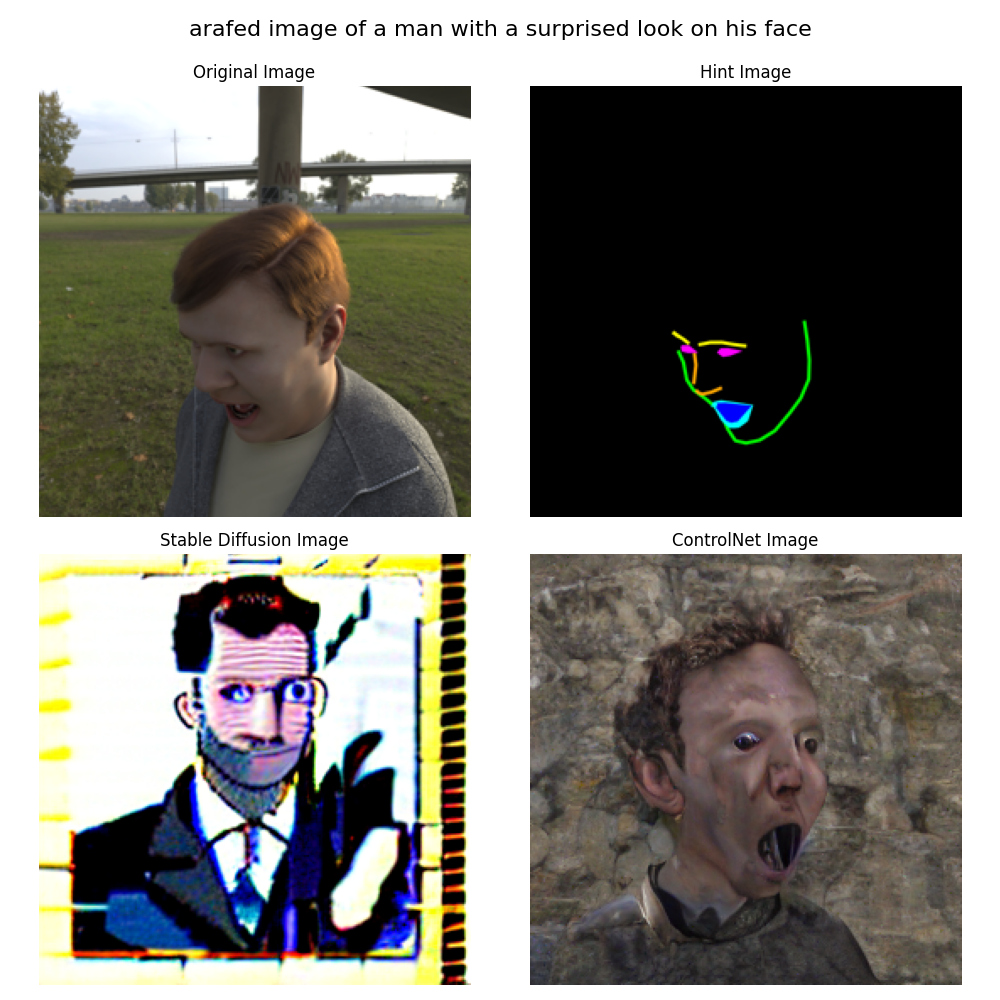 arafed image of a man with a surprised look on his face
Original Image
Hint Image
Stable Diffusion Image
ControlNet Image